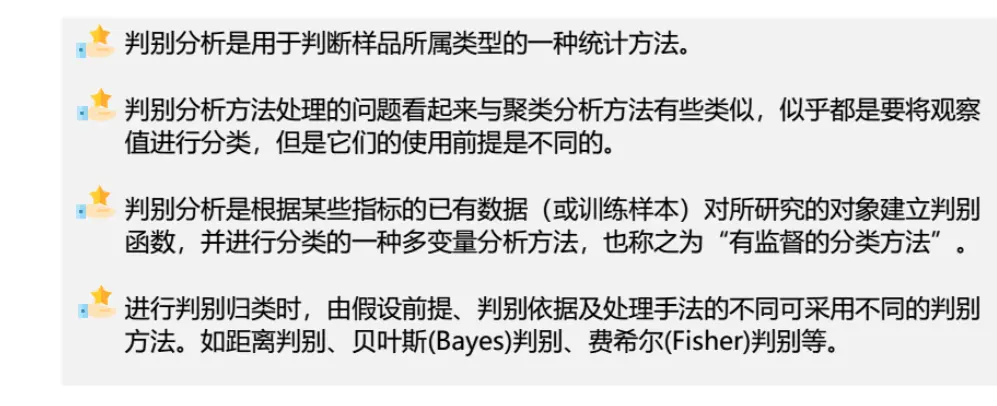 判别分析是用于判断样品所属类型的一种统计方法。
判别分析方法处理的问题看起来与聚类分析方法有些类似，似乎都是要将观察
值进行分类，但是它们的使用前提是不同的。
判别分析是根据某些指标的已有数据（或训练样本）对所研究的对象建立判别
函数，并进行分类的一种多变量分析方法，也称之为“有监督的分类方法”。
进行判别归类时，由假设前提、判别依据及处理手法的不同可采用不同的判别
方法。如距离判别、贝叶斯(Bayes)判别、费希尔(Fisher)判别等。